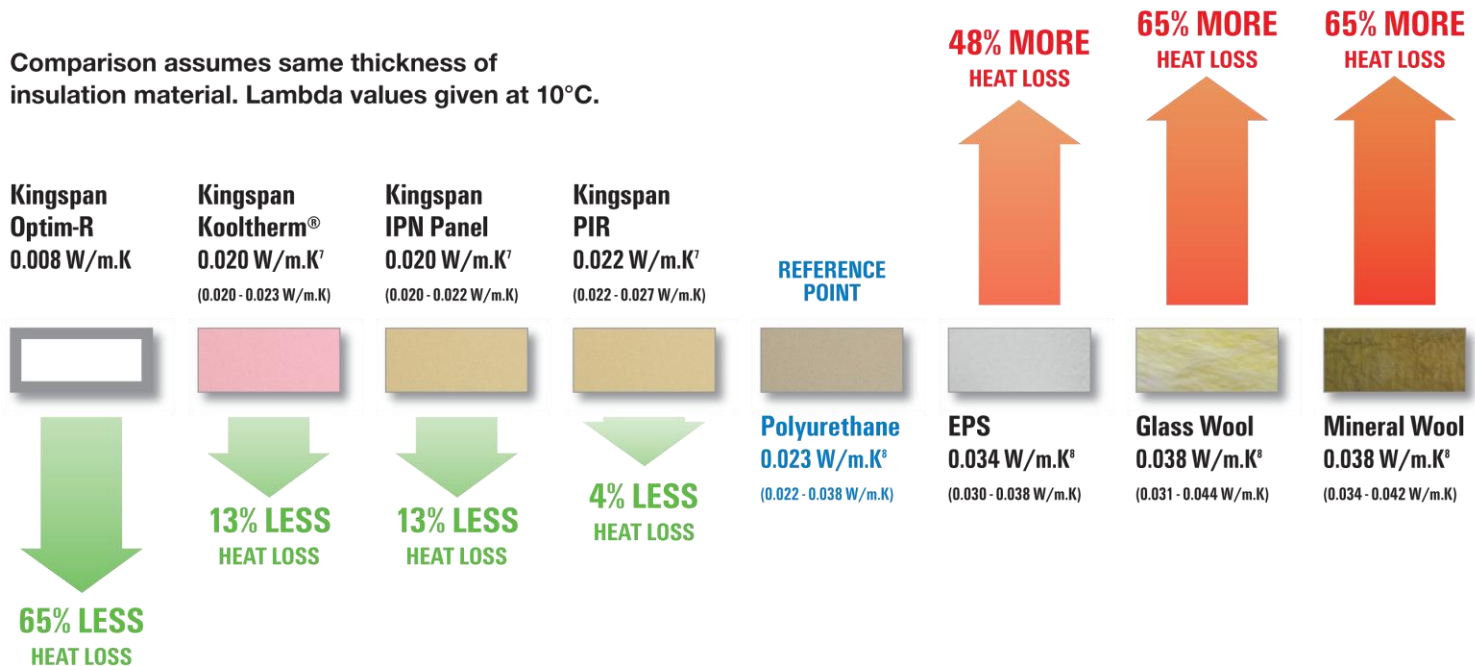 Comparison assumes same thickness of
insulation material. Lambda values given at 10°C.
48% MORE
HEAT LOSS
65% MORE
HEAT LOSS
65% MORE
HEAT LOSS
Kingspan
Optim-R
0.008 W/m.K
Kingspan
Kooltherm®
0.020 W/m.K⁷
(0.020 - 0.023 W/m.K)
Kingspan
IPN Panel
0.020 W/m.K⁷
(0.020 - 0.022 W/m.K)
Kingspan
PIR
0.022 W/m.K⁷
(0.022 - 0.027 W/m.K)
REFERENCE
POINT
Polyurethane
0.023 W/m.K⁸
(0.022 - 0.038 W/m.K)
EPS
0.034 W/m.K⁸
(0.030 - 0.038 W/m.K)
Glass Wool
0.038 W/m.K⁸
(0.031 - 0.044 W/m.K)
Mineral Wool
0.038 W/m.K⁸
(0.034 - 0.042 W/m.K)
65% LESS
HEAT LOSS
13% LESS
HEAT LOSS
13% LESS
HEAT LOSS
4% LESS
HEAT LOSS